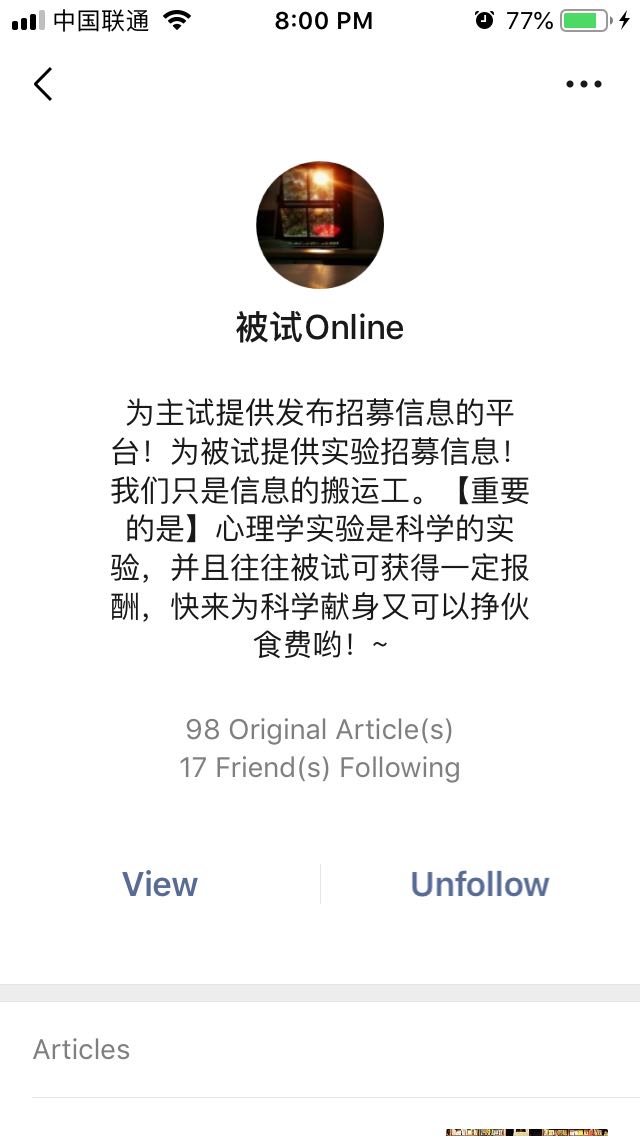 中国联通
8:00 PM
77%
被试Online
为主试提供发布招募信息的平
台！为被试提供实验招募信息！
我们只是信息的搬运工。【重要
的是】心理学实验是科学的实
验，并且往往被试可获得一定报
酬，快来为科学献身又可以挣伙
食费哟！~
98 Original Article(s)
17 Friend(s) Following
View
Unfollow
Articles